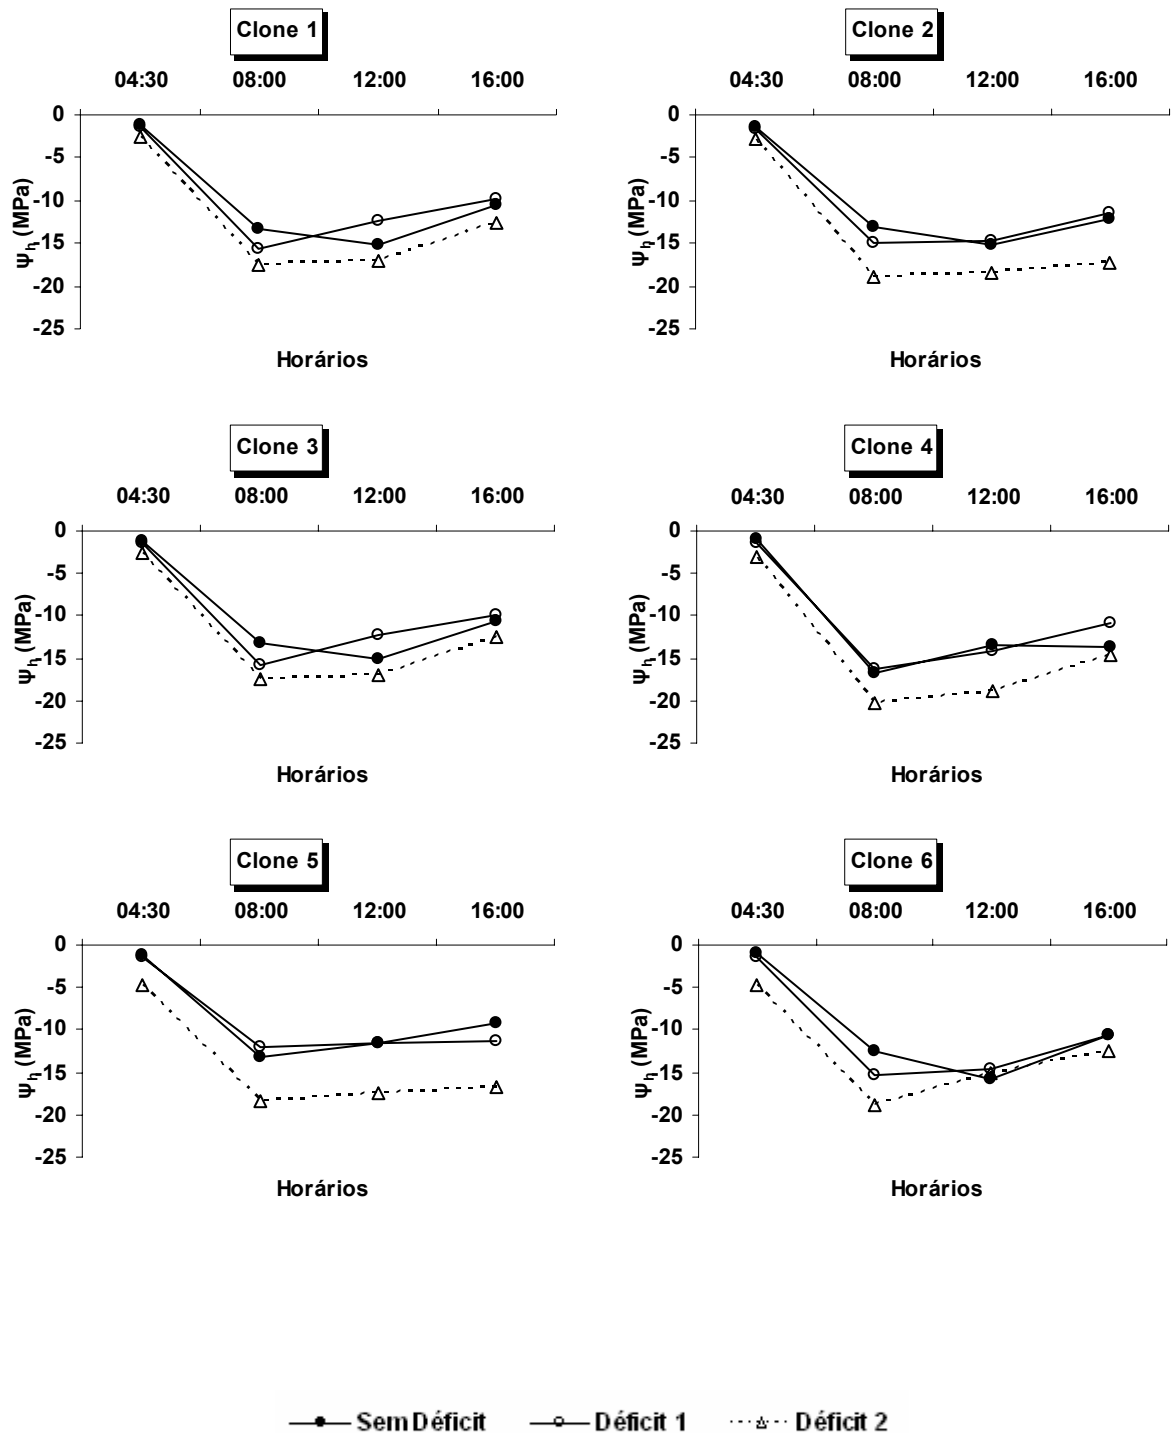 Clone 1
04:30 08:00 12:00 16:00
0
-5
-10
-15
-20
-25
Ψh (MPa)
Horários
Clone 2
04:30 08:00 12:00 16:00
0
-5
-10
-15
-20
-25
Ψh (MPa)
Horários
Clone 3
04:30 08:00 12:00 16:00
0
-5
-10
-15
-20
-25
Ψh (MPa)
Horários
Clone 4
04:30 08:00 12:00 16:00
0
-5
-10
-15
-20
-25
Ψh (MPa)
Horários
Clone 5
04:30 08:00 12:00 16:00
0
-5
-10
-15
-20
-25
Ψh (MPa)
Horários
Clone 6
04:30 08:00 12:00 16:00
0
-5
-10
-15
-20
-25
Ψh (MPa)
Horários
Sem Déficit Déficit 1 Déficit 2